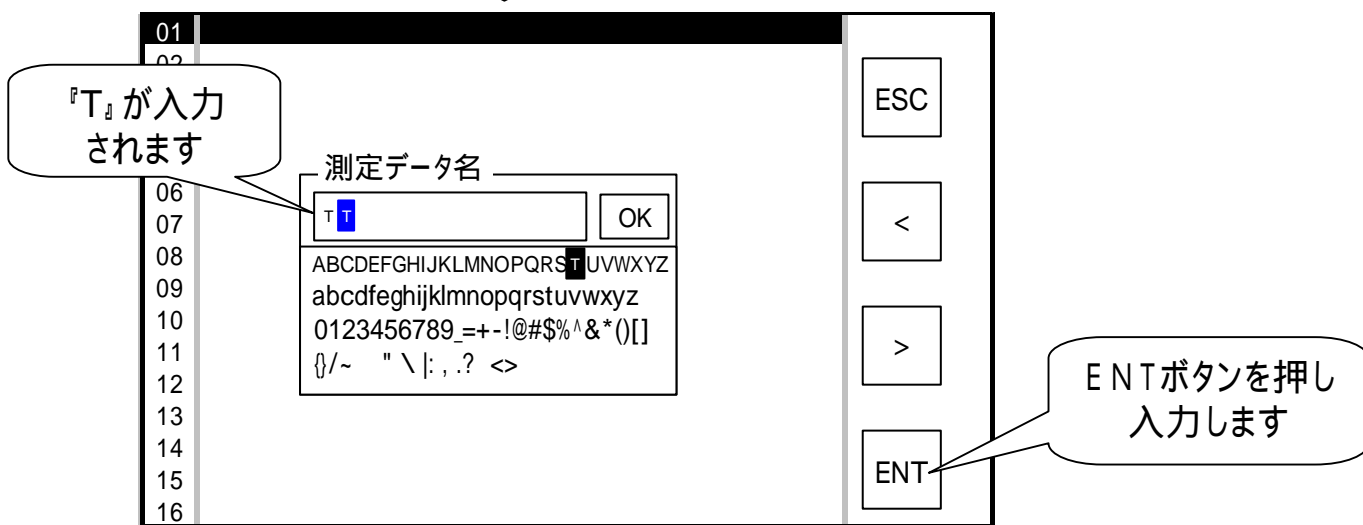 01
02
『T』が入力
されます
測定データ名
T T
OK
ABCDEFGHIJKLMNOPQRSTUVWXYZ
abcdfeghijklmnopqrstuvwxyz
0123456789_=+-!@#$%^&*()[]
{}/~ " \ |: , .? <>
06
07
08
09
10
11
12
13
14
15
16
ESC
<
>
ENT
ENTボタンを押し
入力します